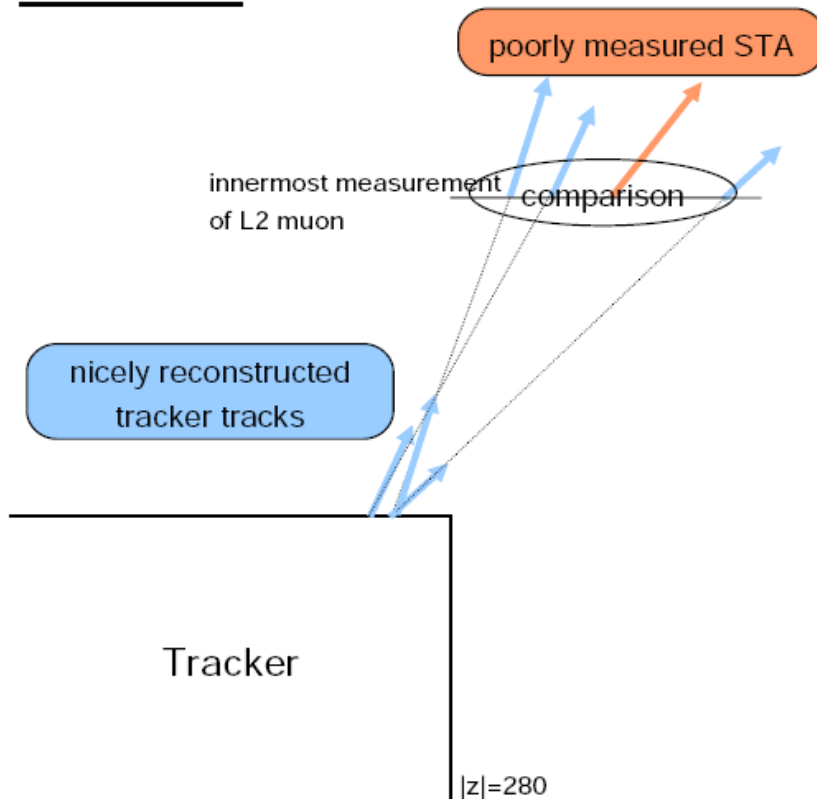 poorly measured STA
innermost measurement
comparison
of L2 muon
nicely reconstructed
tracker tracks
Tracker
|z|=280